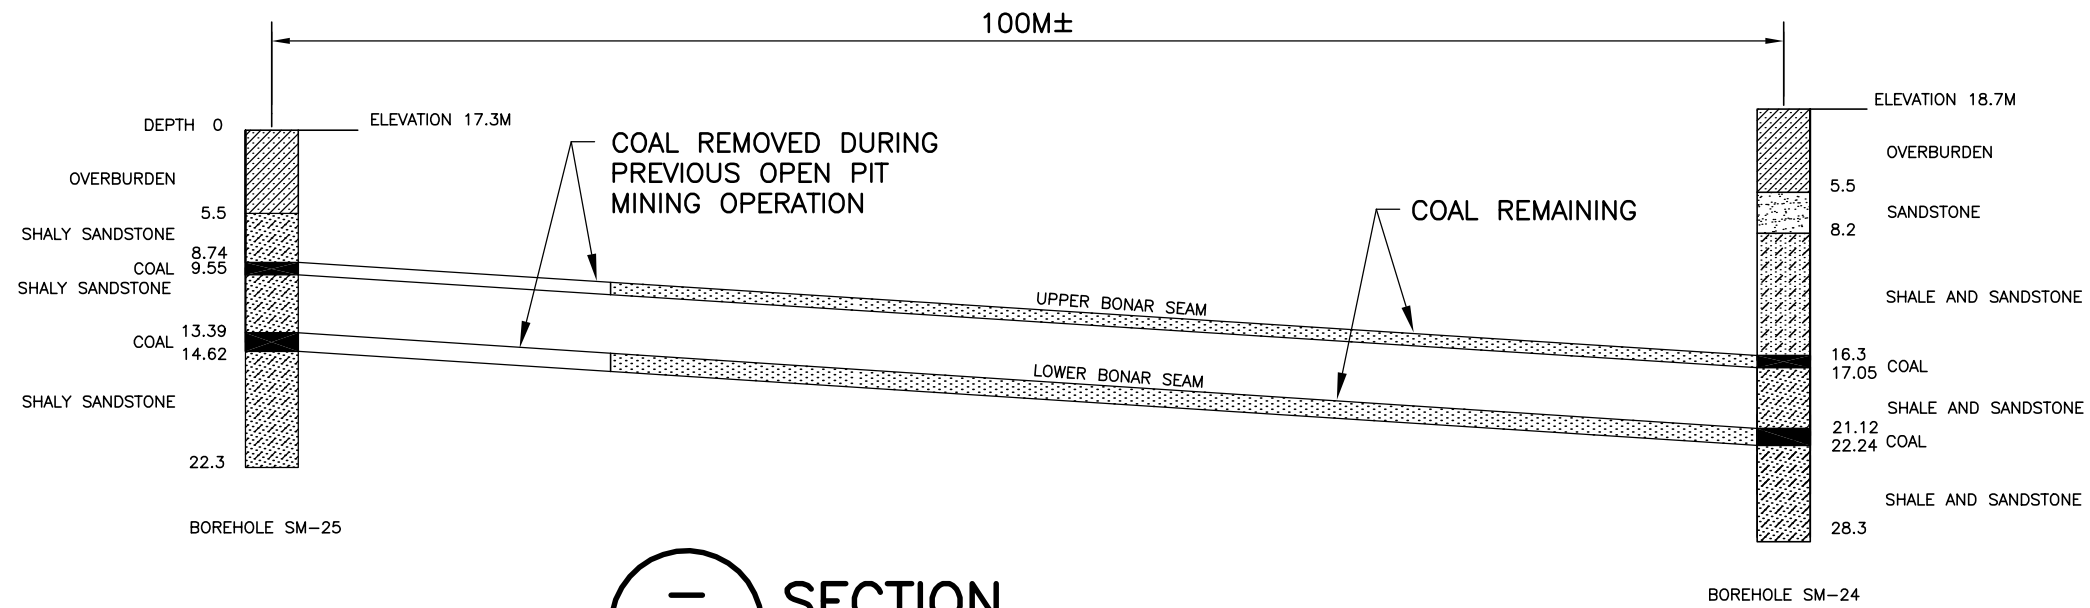 100M±
DEPTH 0
ELEVATION 17.3M
OVERBURDEN
5.5
SHALY SANDSTONE
8.74
COAL 9.55
SHALY SANDSTONE
13.39
COAL
14.62
SHALY SANDSTONE
22.3
BOREHOLE SM-25
COAL REMOVED DURING
PREVIOUS OPEN PIT
MINING OPERATION
COAL REMAINING
UPPER BONAR SEAM
LOWER BONAR SEAM
ELEVATION 18.7M
OVERBURDEN
5.5
SANDSTONE
8.2
SHALE AND SANDSTONE
16.3
COAL
17.05
SHALE AND SANDSTONE
21.12
22.24 COAL
SHALE AND SANDSTONE
28.3
BOREHOLE SM-24
SECTION